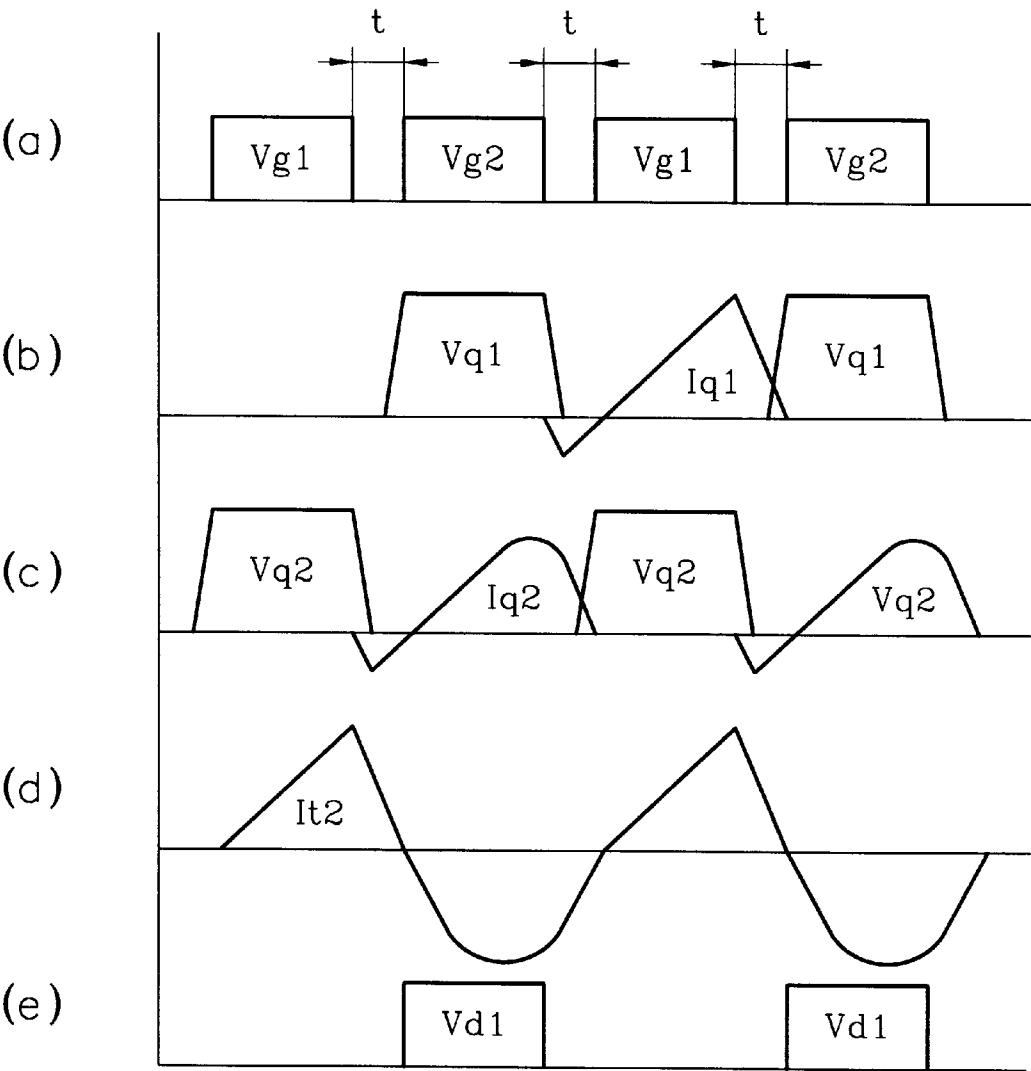 t t t
(a) Vg1 Vg2 Vg1 Vg2
(b) Vq1 Iq1 Vq1
(c) Vq2 Iq2 Vq2 Vq2
(d) It2
(e) Vd1 Vd1